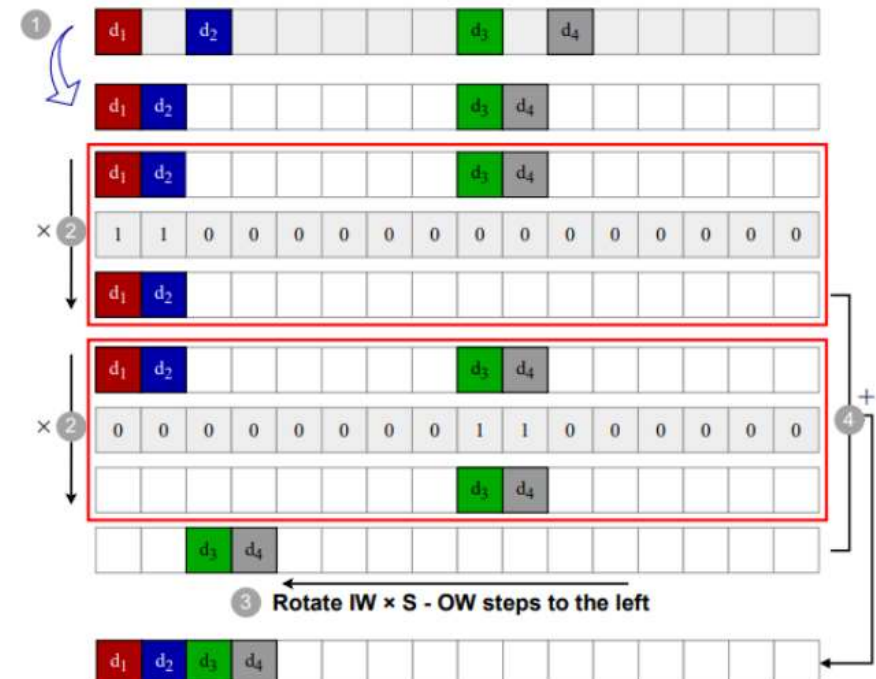 1 d1 d2 d3 d4
d1 d2 d3 d4
d1 d2 d3 d4
× 2 1 1 0 0 0 0 0 0 0 0 0 0 0 0 0 0
d1 d2
d1 d2 d3 d4
+
× 2 0 0 0 0 0 0 0 0 1 1 0 0 0 0 0 0 4
d3 d4
d3 d4
3 Rotate IW × S - OW steps to the left
d1 d2 d3 d4